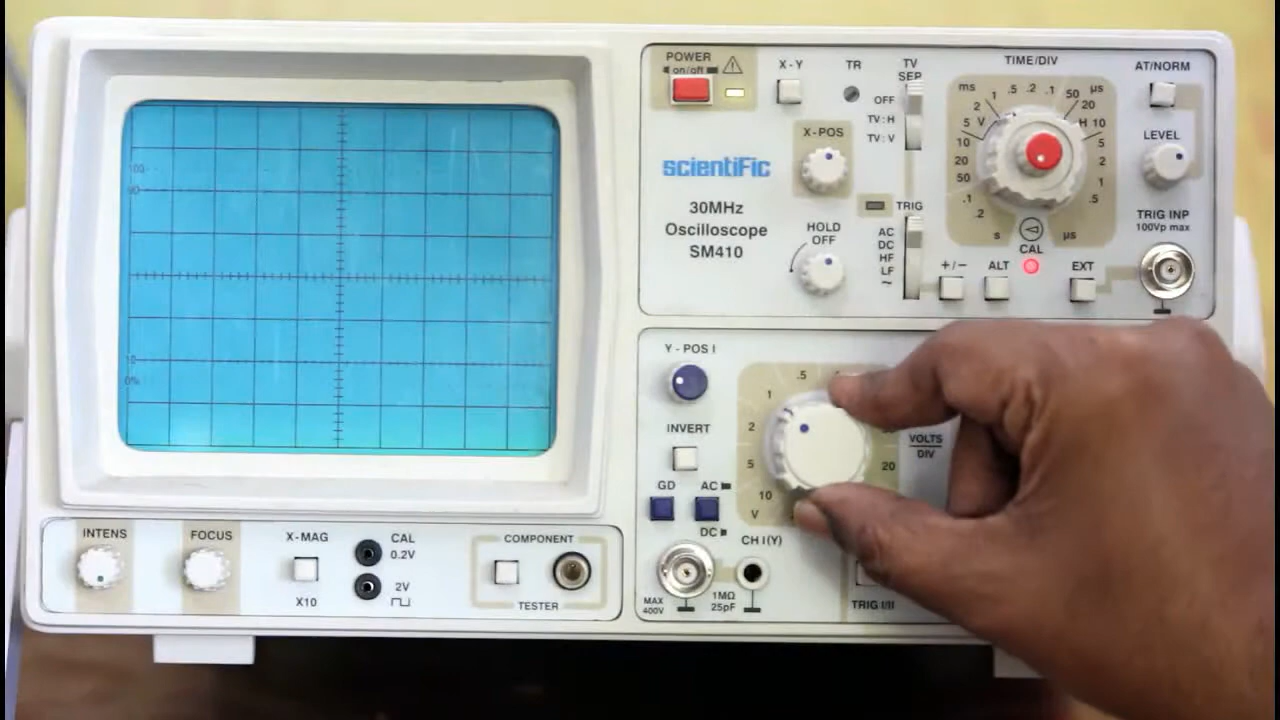 POWER
on/off
X-Y
TR
TV
SEP
OFF
TV:H
TV:V
TIME/DIV
ms
µs
.5 .2 .1
1
2
5
10
20
50
.1
.2
s
V
50
20
H 10
5
2
1
.5
µs
CAL
AT/NORM
LEVEL
TRIG INP
100Vp max
X-POS
scientiFic
30MHz
Oscilloscope
SM410
HOLD
OFF
TRIG
AC
DC
HF
LF
~
+/-
ALT
EXT
100
90
10
0%
Y-POS I
INVERT
GD
AC
DC
.5
1
2
5
10
V
20
VOLTS
DIV
CH I(Y)
MAX
400V
1MΩ
25pF
TRIG I/II
INTENS
FOCUS
X-MAG
X10
CAL
0.2V
2V
COMPONENT
TESTER